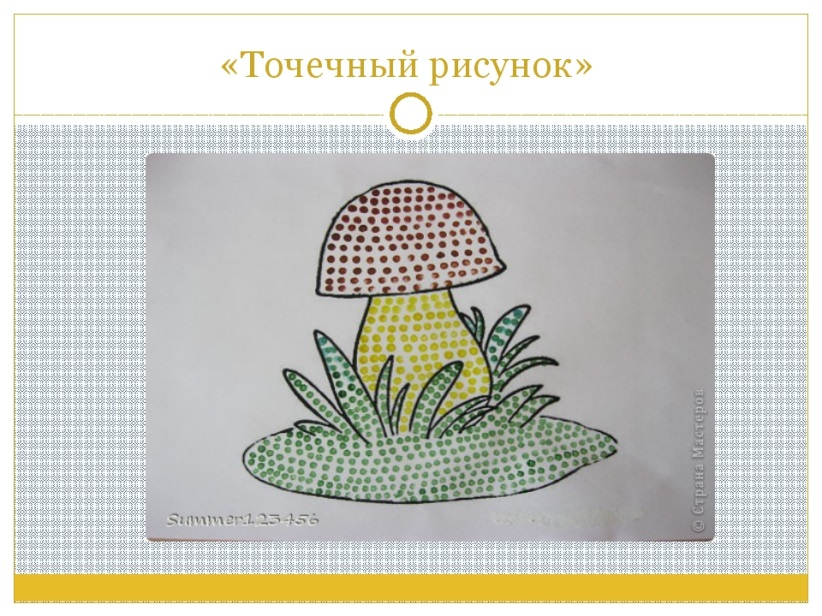 «Точечный рисунок»
Summer123456
© Страна Мастеров